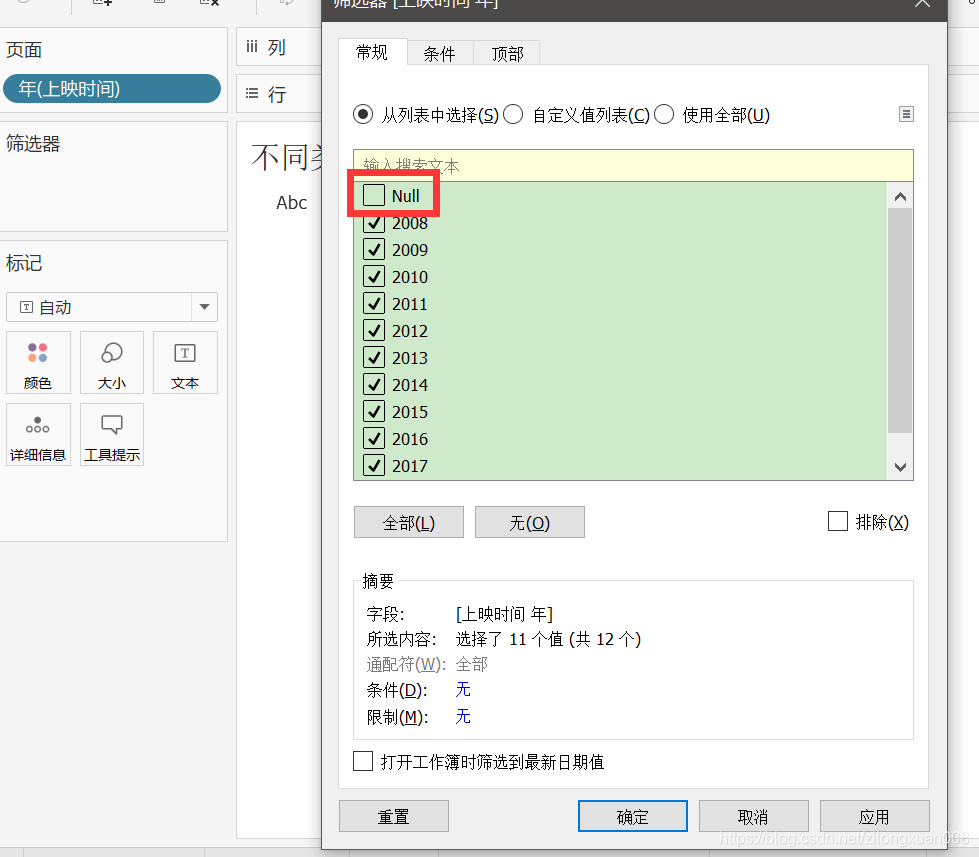 筛选器 [上映时间 年]
页面
年(上映时间)
筛选器
标记
自动
颜色
大小
文本
详细信息
工具提示
列
行
不同类
Abc
常规
条件
顶部
从列表中选择(S)
自定义值列表(C)
使用全部(U)
输入搜索文本
Null
2008
2009
2010
2011
2012
2013
2014
2015
2016
2017
全部(L)
无(O)
排除(X)
摘要
字段: [上映时间 年]
所选内容: 选择了 11 个值 (共 12 个)
通配符(W): 全部
条件(D): 无
限制(M): 无
打开工作簿时筛选到最新日期值
重置
确定
取消
应用
https://blog.csdn.net/zilongxuan008